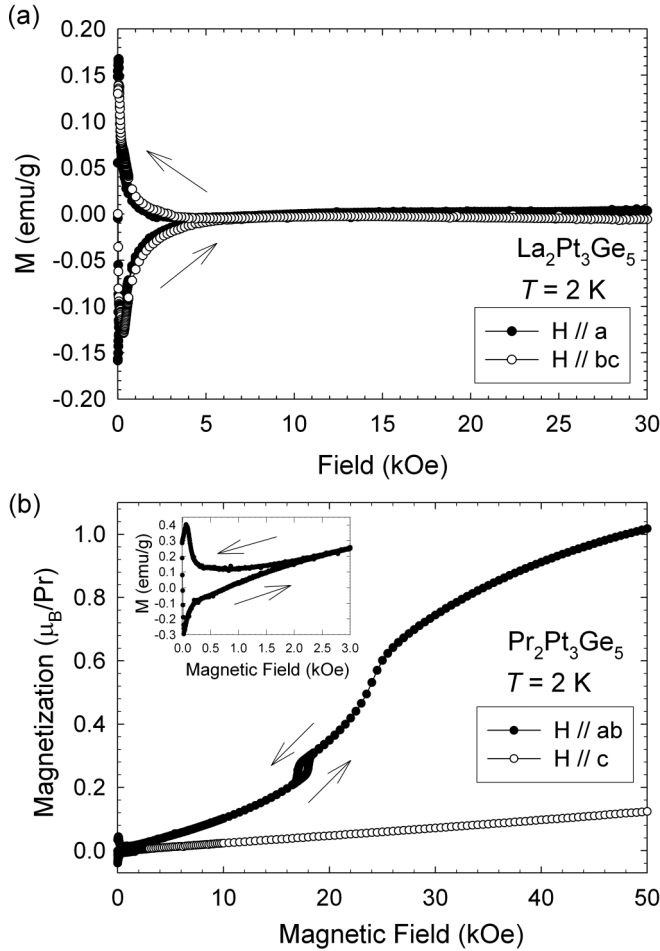 (a)
0.20
0.15
0.10
0.05
0.00
-0.05
-0.10
-0.15
-0.20
M (emu/g)
La₂Pt₃Ge₅
T = 2 K
H // a
H // bc
0 5 10 15 20 25 30
Field (kOe)
(b)
1.0
0.8
0.6
0.4
0.2
0.0
Magnetization (μ_B/Pr)
0.4
0.3
0.2
0.1
0.0
-0.1
-0.2
-0.3
M (emu/g)
0.0 0.5 1.0 1.5 2.0 2.5 3.0
Magnetic Field (kOe)
Pr₂Pt₃Ge₅
T = 2 K
H // ab
H // c
0 10 20 30 40 50
Magnetic Field (kOe)